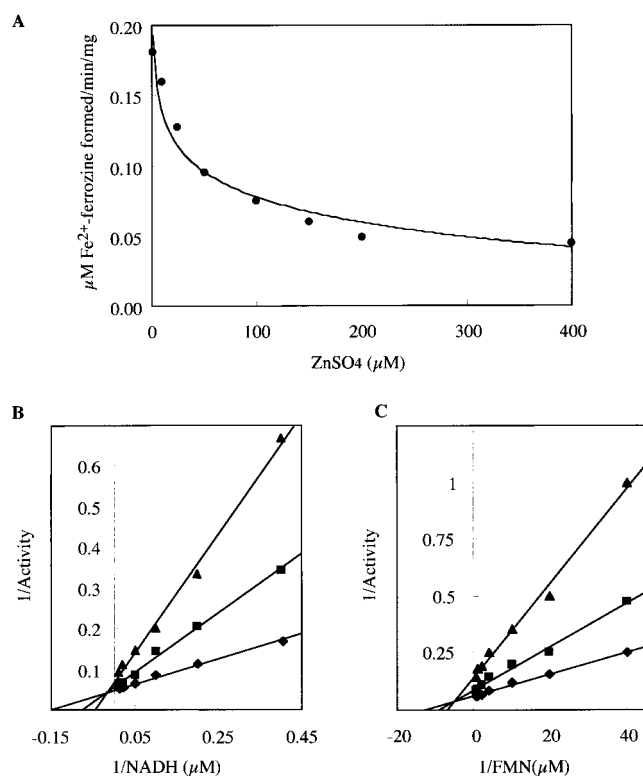 A
0.20
0.15
0.10
0.05
0.00
µM Fe2+-ferrozine formed/min/mg
0 100 200 300 400
ZnSO4 (µM)
B
0.6
0.5
0.4
0.3
0.2
0.1
1/Activity
-0.15 0.05 0.25 0.45
1/NADH (µM)
C
1
0.75
0.5
0.25
1/Activity
-20 0 20 40
1/FMN(µM)